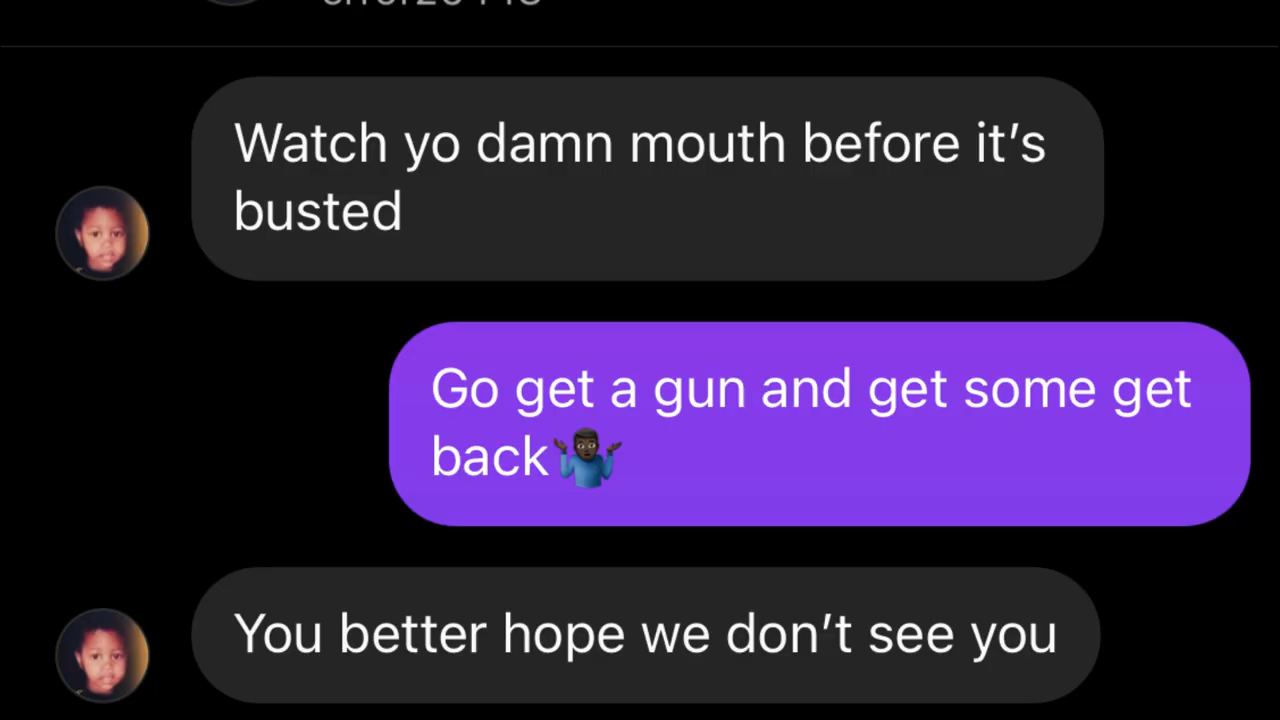 Watch yo damn mouth before it’s
busted
Go get a gun and get some get
back🤷🏿‍♂️
You better hope we don’t see you